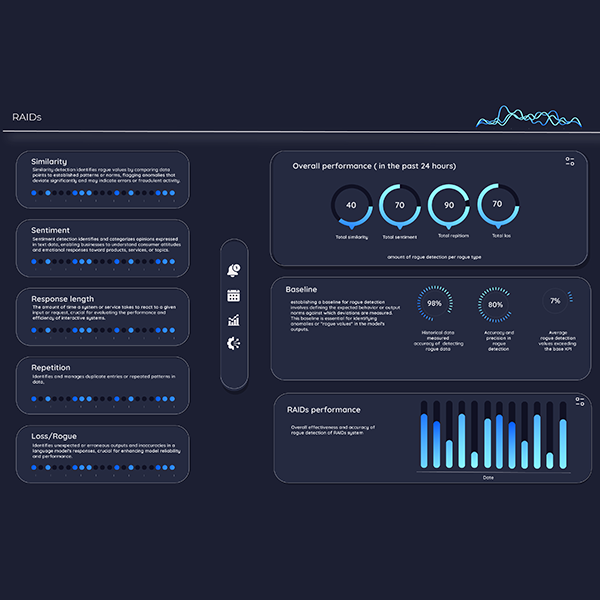 RAIDs
Similarity
Similarity detection identifies rogue values by comparing data
points to established patterns or norms, flagging anomalies that
deviate significantly and may indicate errors or fraudulent activity.
Sentiment
Sentiment detection identifies and categorizes opinions expressed
in text data, enabling businesses to understand consumer attitudes
and emotional responses toward products, services, or topics.
Response length
The amount of time a system or service takes to react to a given
input or request, crucial for evaluating the performance and
efficiency of interactive systems.
Repetition
Identifies and manages duplicate entries or repeated patterns in
data.
Loss/Rogue
Identifies unexpected or erroneous outputs and inaccuracies in a
language model's responses, crucial for enhancing model reliability
and performance.
Overall performance ( in the past 24 hours)
40
70
90
70
Total similarity
Total sentiment
Total repitiom
Total los
amount of rogue detection per rogue type
Baseline
establishing a baseline for rogue detection
involves defining the expected behavior or output
norms against which deviations are measured.
This baseline is essential for identifying
anomalies or "rogue values" in the model's
outputs.
98%
80%
7%
Historical data
measured
accuracy of detecting
rogue data
Accuracy and
precision in
rogue
detection
Average
rogue detection
values exceeding
the base KPI
RAIDs performance
Overall effectiveness and accuracy of
rogue detection of RAIDs system
Date